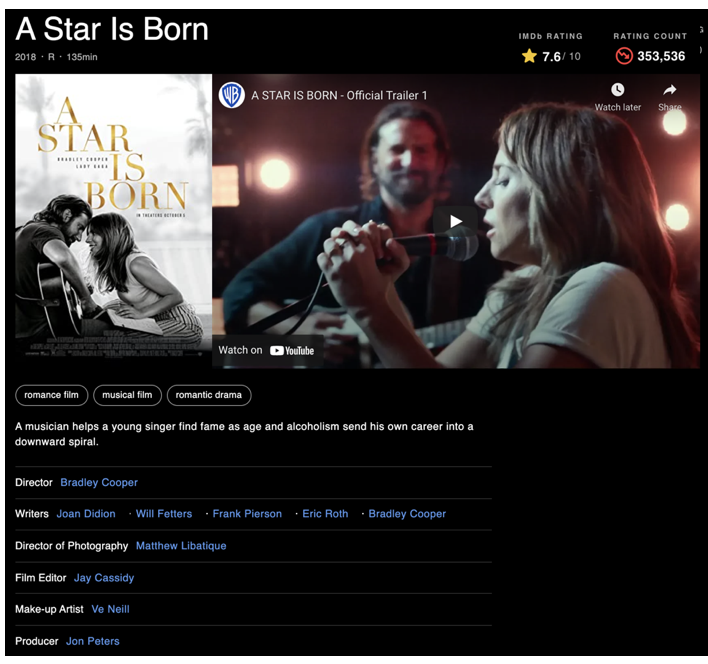 A Star Is Born
2018 · R · 135min
IMDb RATING
7.6 / 10
RATING COUNT
353,536
A
STAR
IS
BORN
BRADLEY COOPER
LADY GAGA
IN THEATERS OCTOBER 5
A STAR IS BORN - Official Trailer 1
Watch later
Share
Watch on YouTube
romance film
musical film
romantic drama
A musician helps a young singer find fame as age and alcoholism send his own career into a
downward spiral.
Director Bradley Cooper
Writers Joan Didion · Will Fetters · Frank Pierson · Eric Roth · Bradley Cooper
Director of Photography Matthew Libatique
Film Editor Jay Cassidy
Make-up Artist Ve Neill
Producer Jon Peters